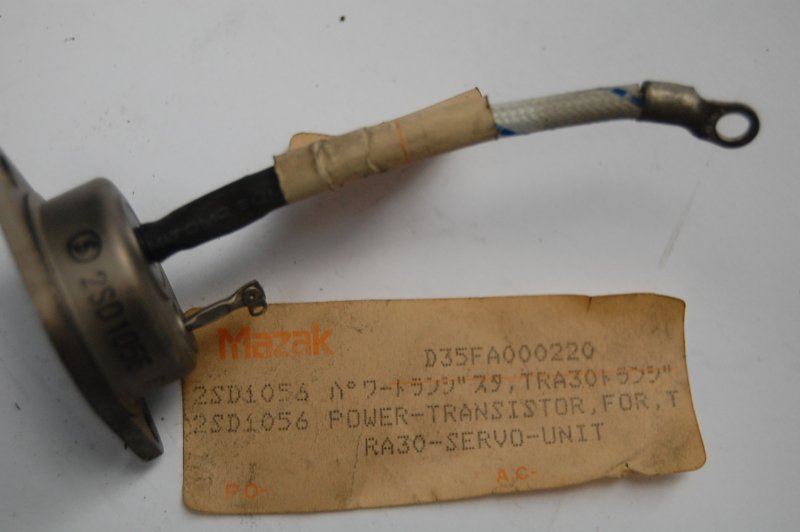 2SD1056
Mazak
D35FA000220
2SD1056 パワートランジスタ,TRA30トランジ
2SD1056 POWER-TRANSISTOR,FOR,T
RA30-SERVO-UNIT
P.O- A.C-